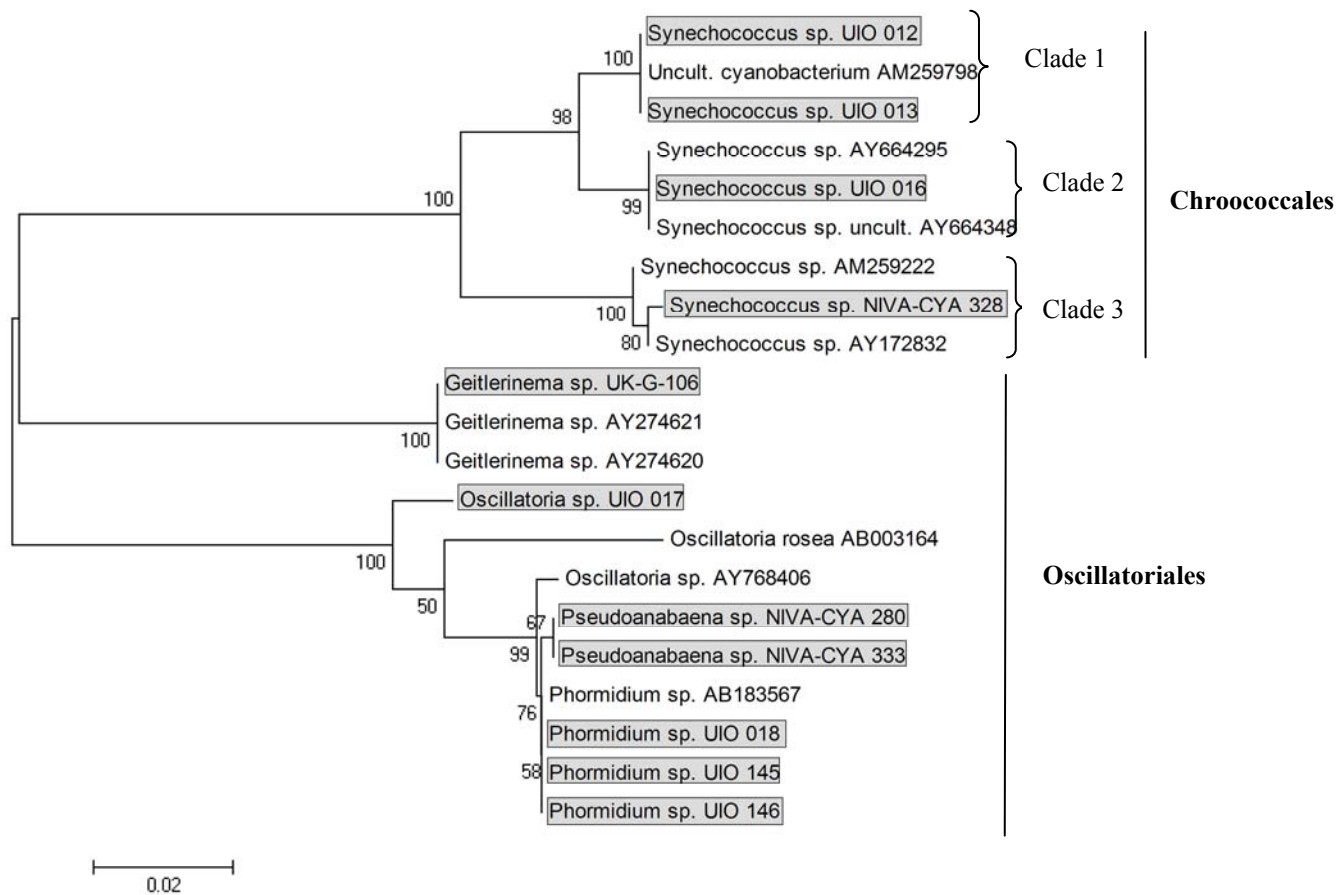 Synechococcus sp. UIO 012
100
Clade 1
Uncult. cyanobacterium AM259798
98
Synechococcus sp. UIO 013
Synechococcus sp. AY664295
Clade 2
100
Synechococcus sp. UIO 016
99
Chroococcales
Synechococcus sp. uncult. AY664348
Synechococcus sp. AM259222
Synechococcus sp. NIVA-CYA 328
100
Clade 3
80
Synechococcus sp. AY172832
Geitlerinema sp. UK-G-106
Geitlerinema sp. AY274621
100
Geitlerinema sp. AY274620
Oscillatoria sp. UIO 017
Oscillatoria rosea AB003164
100
Oscillatoria sp. AY768406
Oscillatoriales
50
67
Pseudoanabaena sp. NIVA-CYA 280
99
Pseudoanabaena sp. NIVA-CYA 333
Phormidium sp. AB183567
76
Phormidium sp. UIO 018
58
Phormidium sp. UIO 145
Phormidium sp. UIO 146
0.02